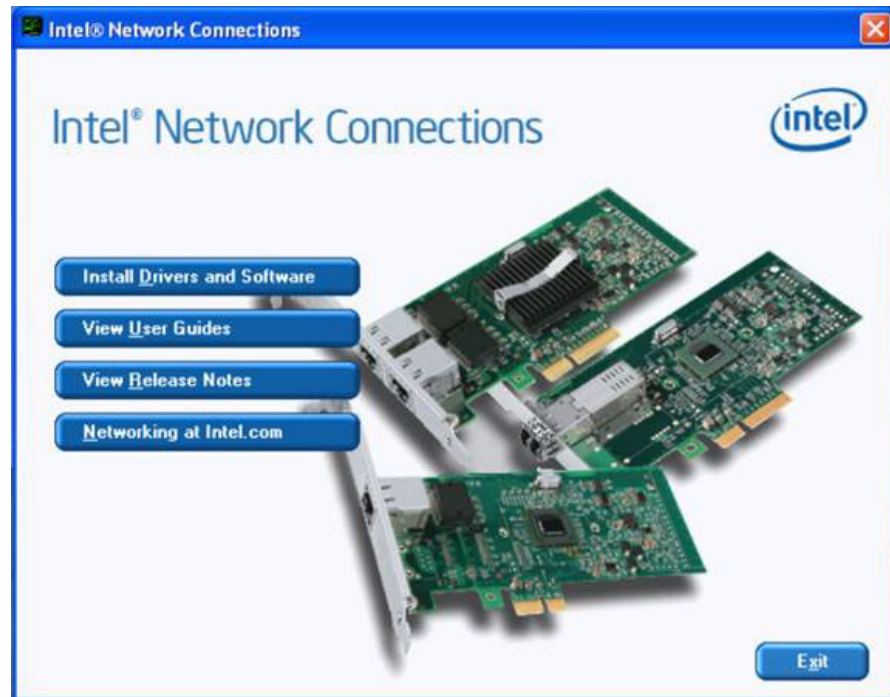 Intel® Network Connections
Intel® Network Connections
intel
Install Drivers and Software
View User Guides
View Release Notes
Networking at Intel.com
Exit